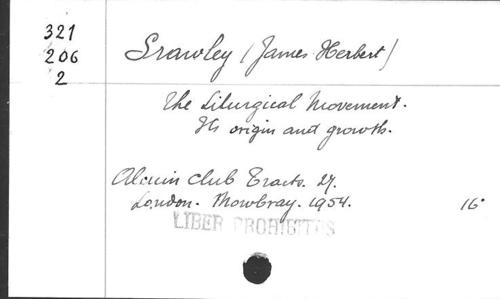 321
206
2
Srawley (James Herbert)
The Liturgical Movement.
Its origin and growth.
Alcuin Club Tracts. 27.
London. Mowbray. 1954. 16°
LIBER PROHIBITUS